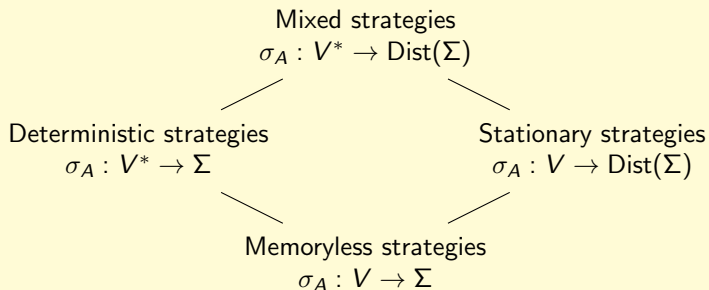 Mixed strategies
σ_A : V* → Dist(Σ)
Deterministic strategies
σ_A : V* → Σ
Stationary strategies
σ_A : V → Dist(Σ)
Memoryless strategies
σ_A : V → Σ